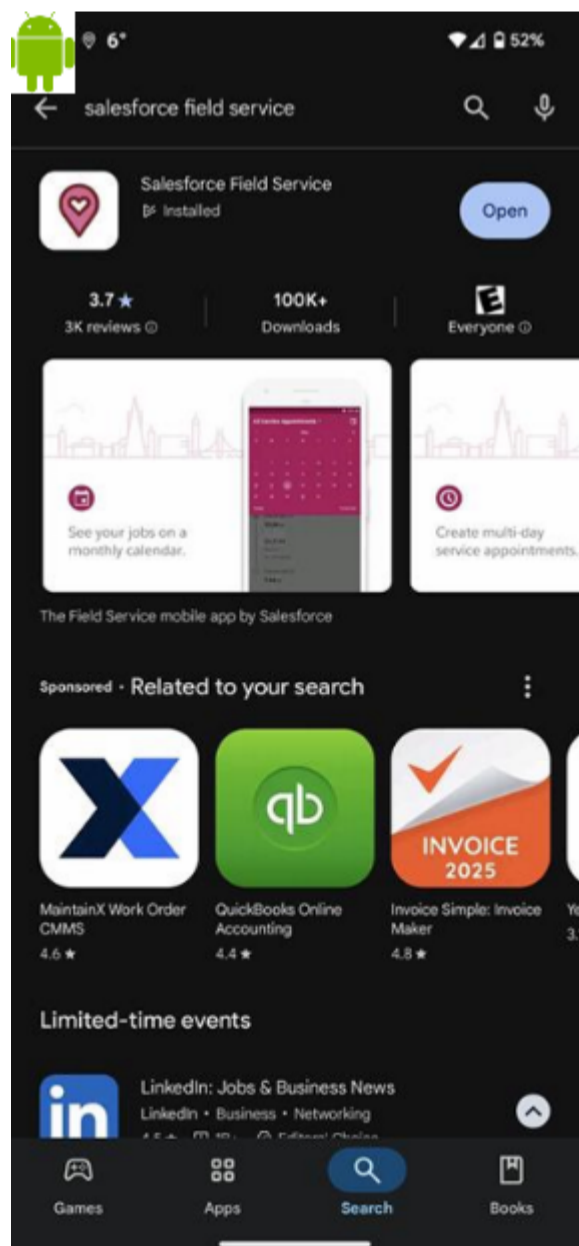 6°
52%
salesforce field service
Salesforce Field Service
Installed
Open
3.7★
3K reviews
100K+
Downloads
E
Everyone
See your jobs on a
monthly calendar.
Create multi-day
service appointments.
The Field Service mobile app by Salesforce
Sponsored · Related to your search
qb
INVOICE
2025
MaintainX Work Order
CMMS
4.6 ★
QuickBooks Online
Accounting
4.4 ★
Invoice Simple: Invoice
Maker
4.8 ★
Limited-time events
in
LinkedIn: Jobs & Business News
LinkedIn • Business • Networking
Games
Apps
Search
Books